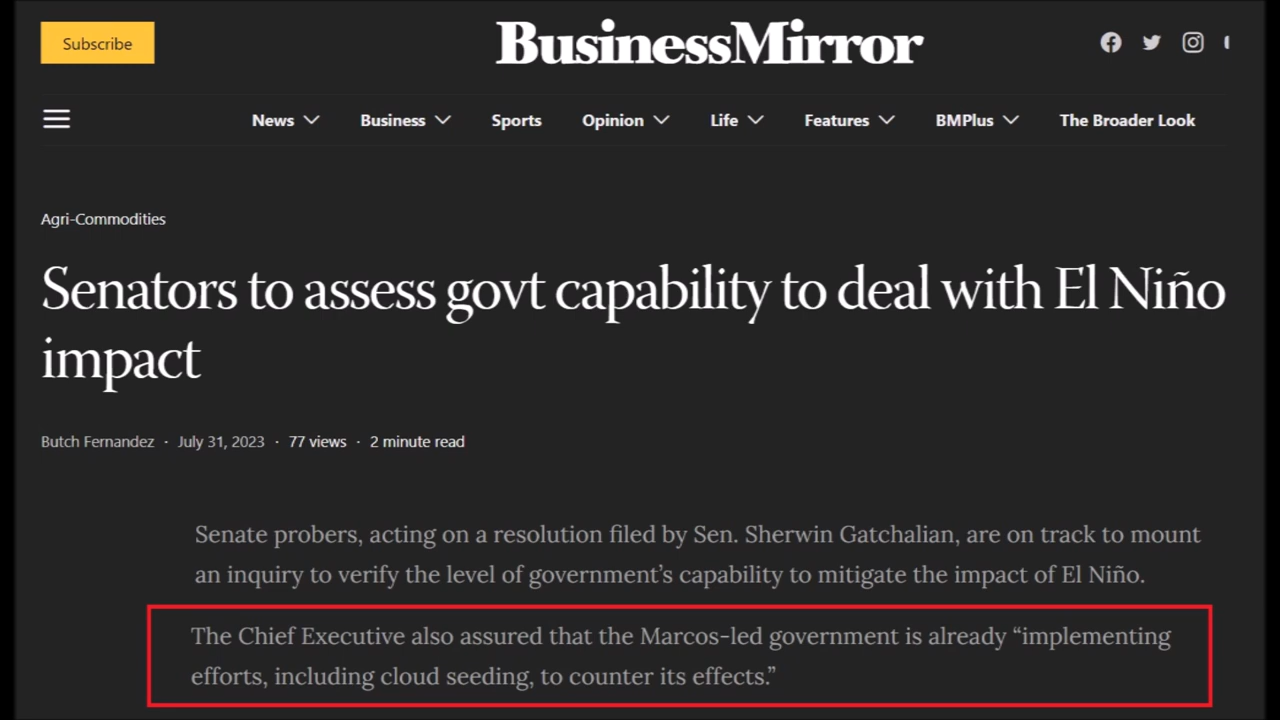 Subscribe
BusinessMirror
News
Business
Sports
Opinion
Life
Features
BMPlus
The Broader Look
Agri-Commodities
Senators to assess govt capability to deal with El Niño
impact
Butch Fernandez · July 31, 2023 · 77 views · 2 minute read
Senate probers, acting on a resolution filed by Sen. Sherwin Gatchalian, are on track to mount
an inquiry to verify the level of government’s capability to mitigate the impact of El Niño.
The Chief Executive also assured that the Marcos-led government is already “implementing
efforts, including cloud seeding, to counter its effects.”